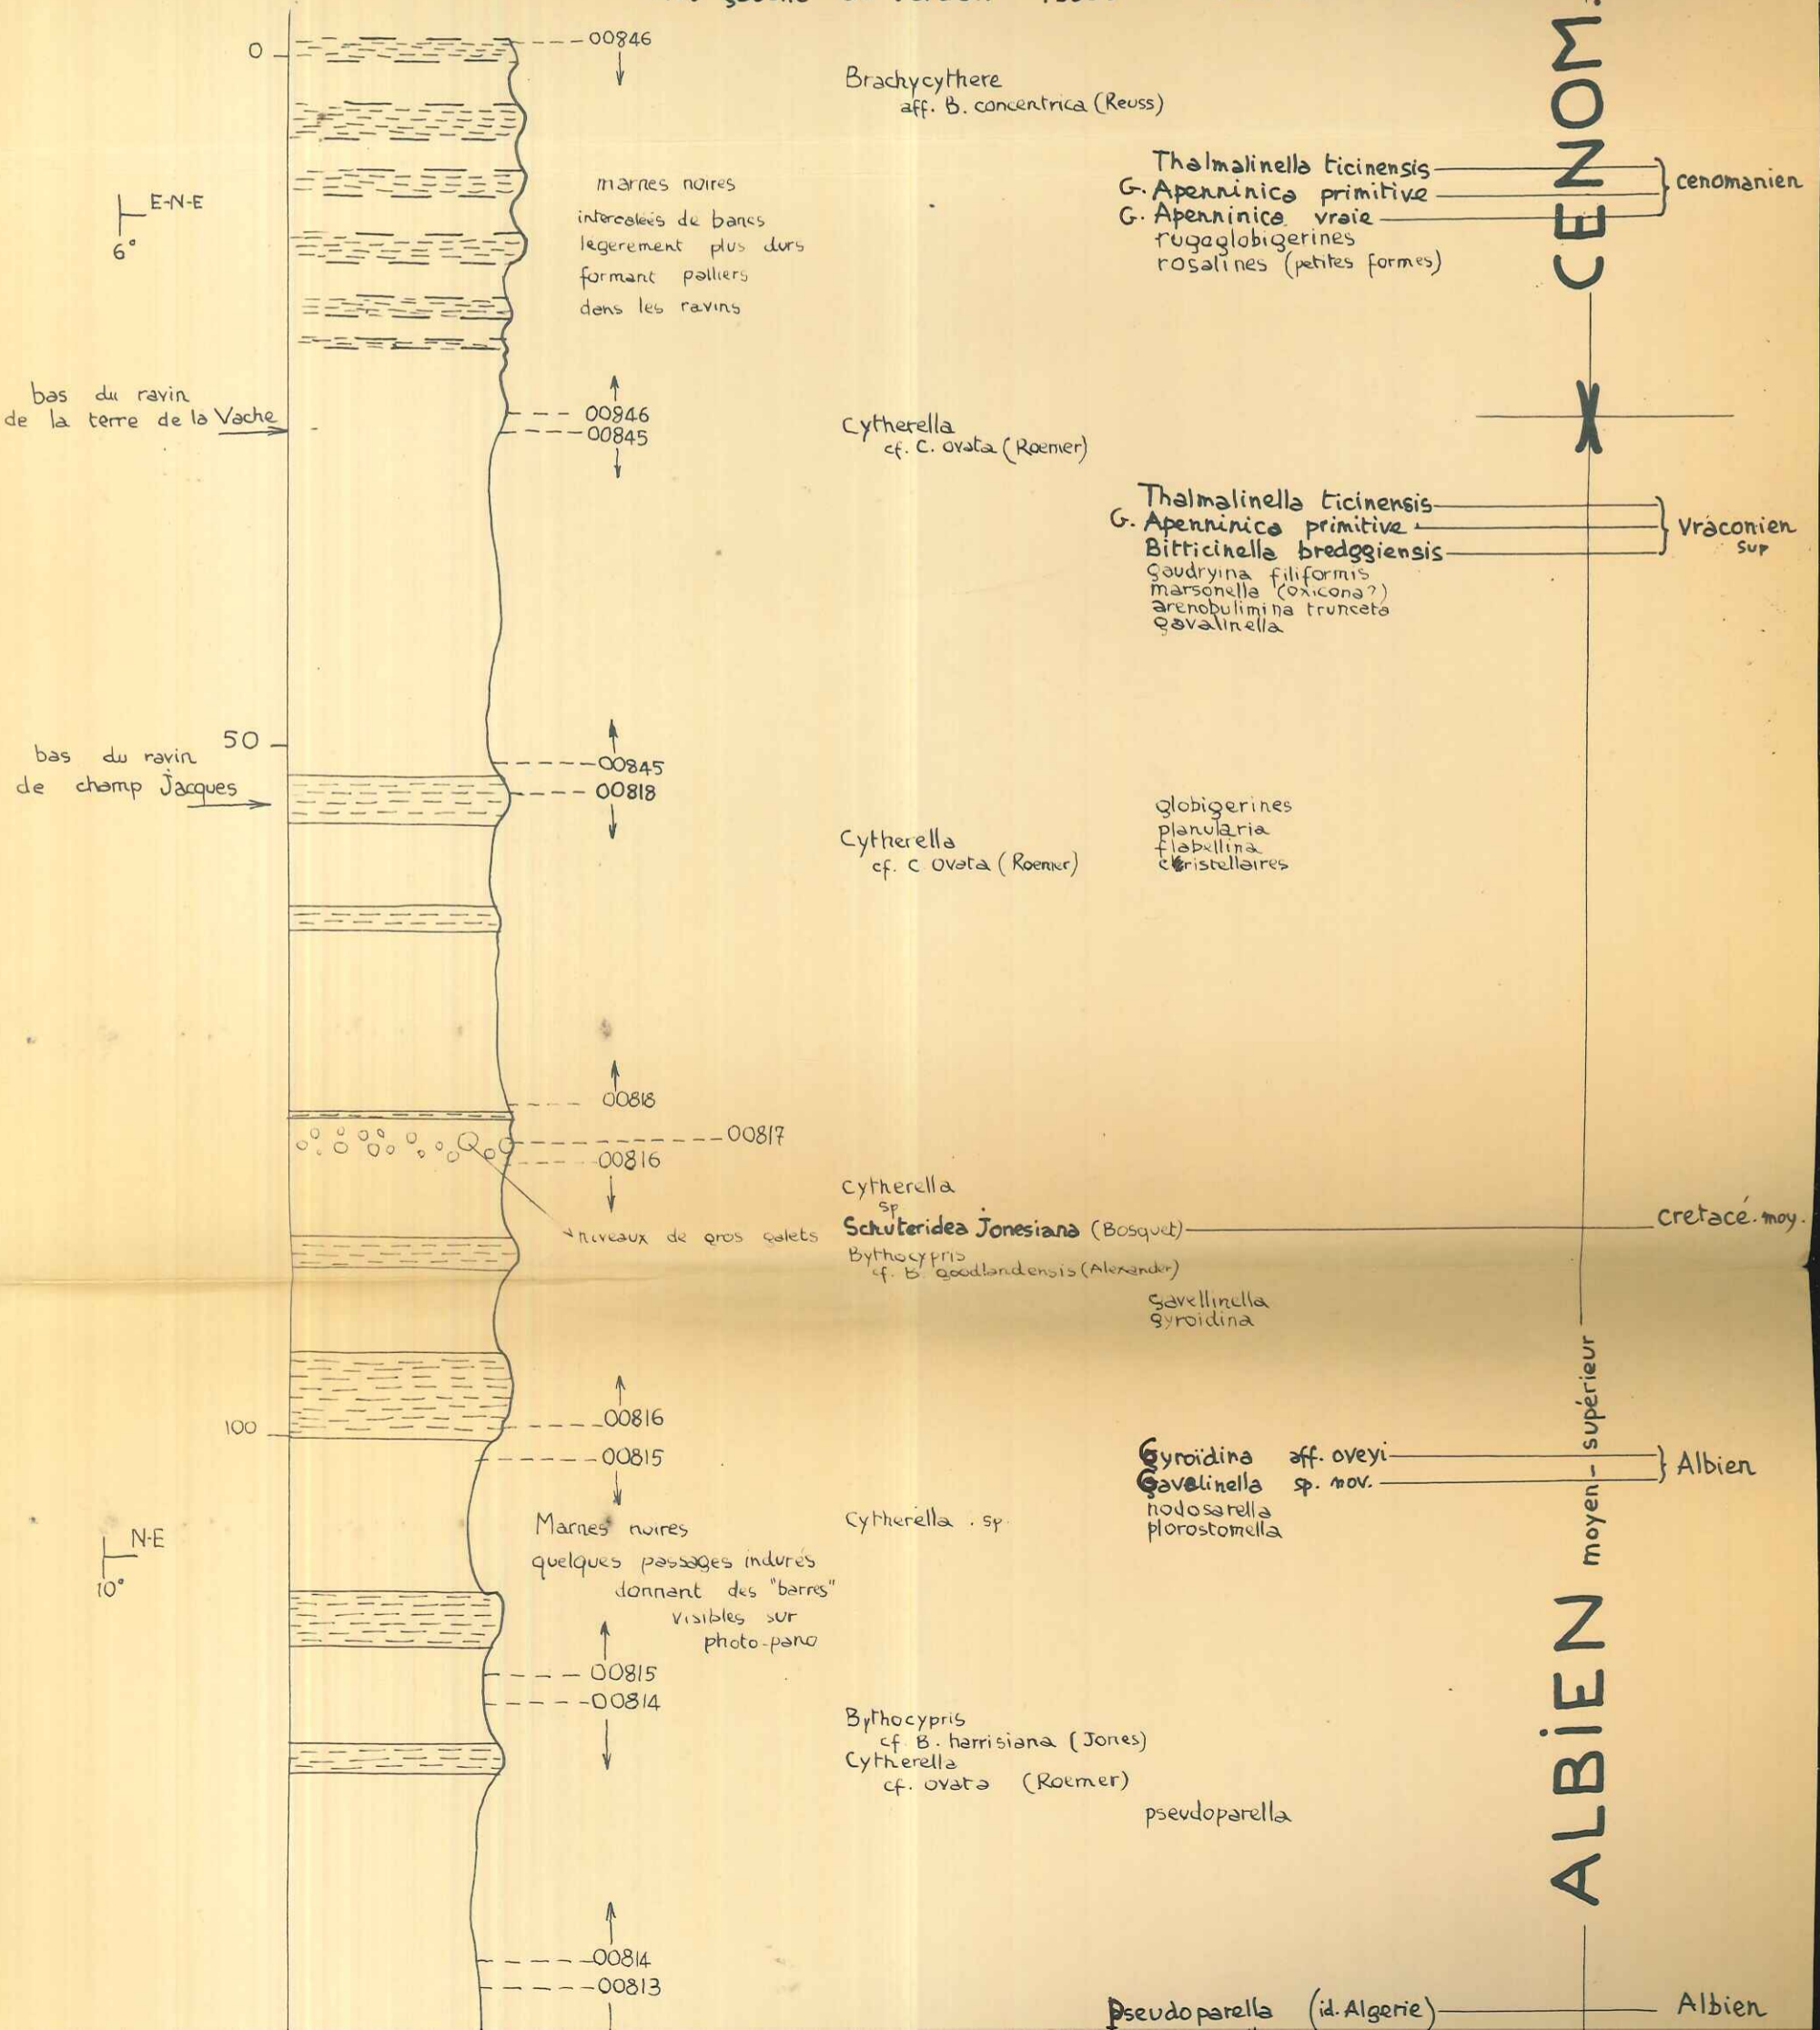 CENOM.
0
00846
Brachycythere
aff. B. concentrica (Reuss)
Thalmalinella ticinensis
G. Apenninica primitive
G. Apenninica vraie
rugoglobigerines
rosalines (petites formes)
cenomanien
E-N-E
6°
marnes noires
intercaleés de bancs
légerement plus durs
formant palliers
dans les ravins
bas du ravin
de la terre de la Vache
00846
00845
Cytherella
cf. C. ovata (Roemer)
Thalmalinella ticinensis
G. Apenninica primitive
Bitticinella bredggiensis
gaudryina filiformis
marsonella (oxicona?)
arenobulimina truncata
gavalinella
Vraconien
sup
50
bas du ravin
de champ Jacques
00845
00818
Cytherella
cf. C ovata (Roemer)
globigerines
planularia
flabellina
cristellaires
00818
00817
00816
niveaux de gros galets
Cytherella
sp
Schuteridea Jonesiana (Bosquet)
cretacé. moy.
Bythocypris
cf. B. goodlandensis (Alexander)
gavellinella
gyroidina
100
00816
00815
Gyroïdina aff. oveyi
Gavelinella sp. nov.
nodosarella
plorostomella
Albien
N-E
10°
Marnes noires
quelques passages indurés
donnant des "barres"
visibles sur
photo-pano
Cytherella . sp.
00815
00814
Bythocypris
cf. B. harrisiana (Jones)
Cytherella
cf. ovata (Roemer)
pseudoparella
ALBiEN moyen-supérieur
00814
00813
Pseudoparella (id. Algerie)
Albien